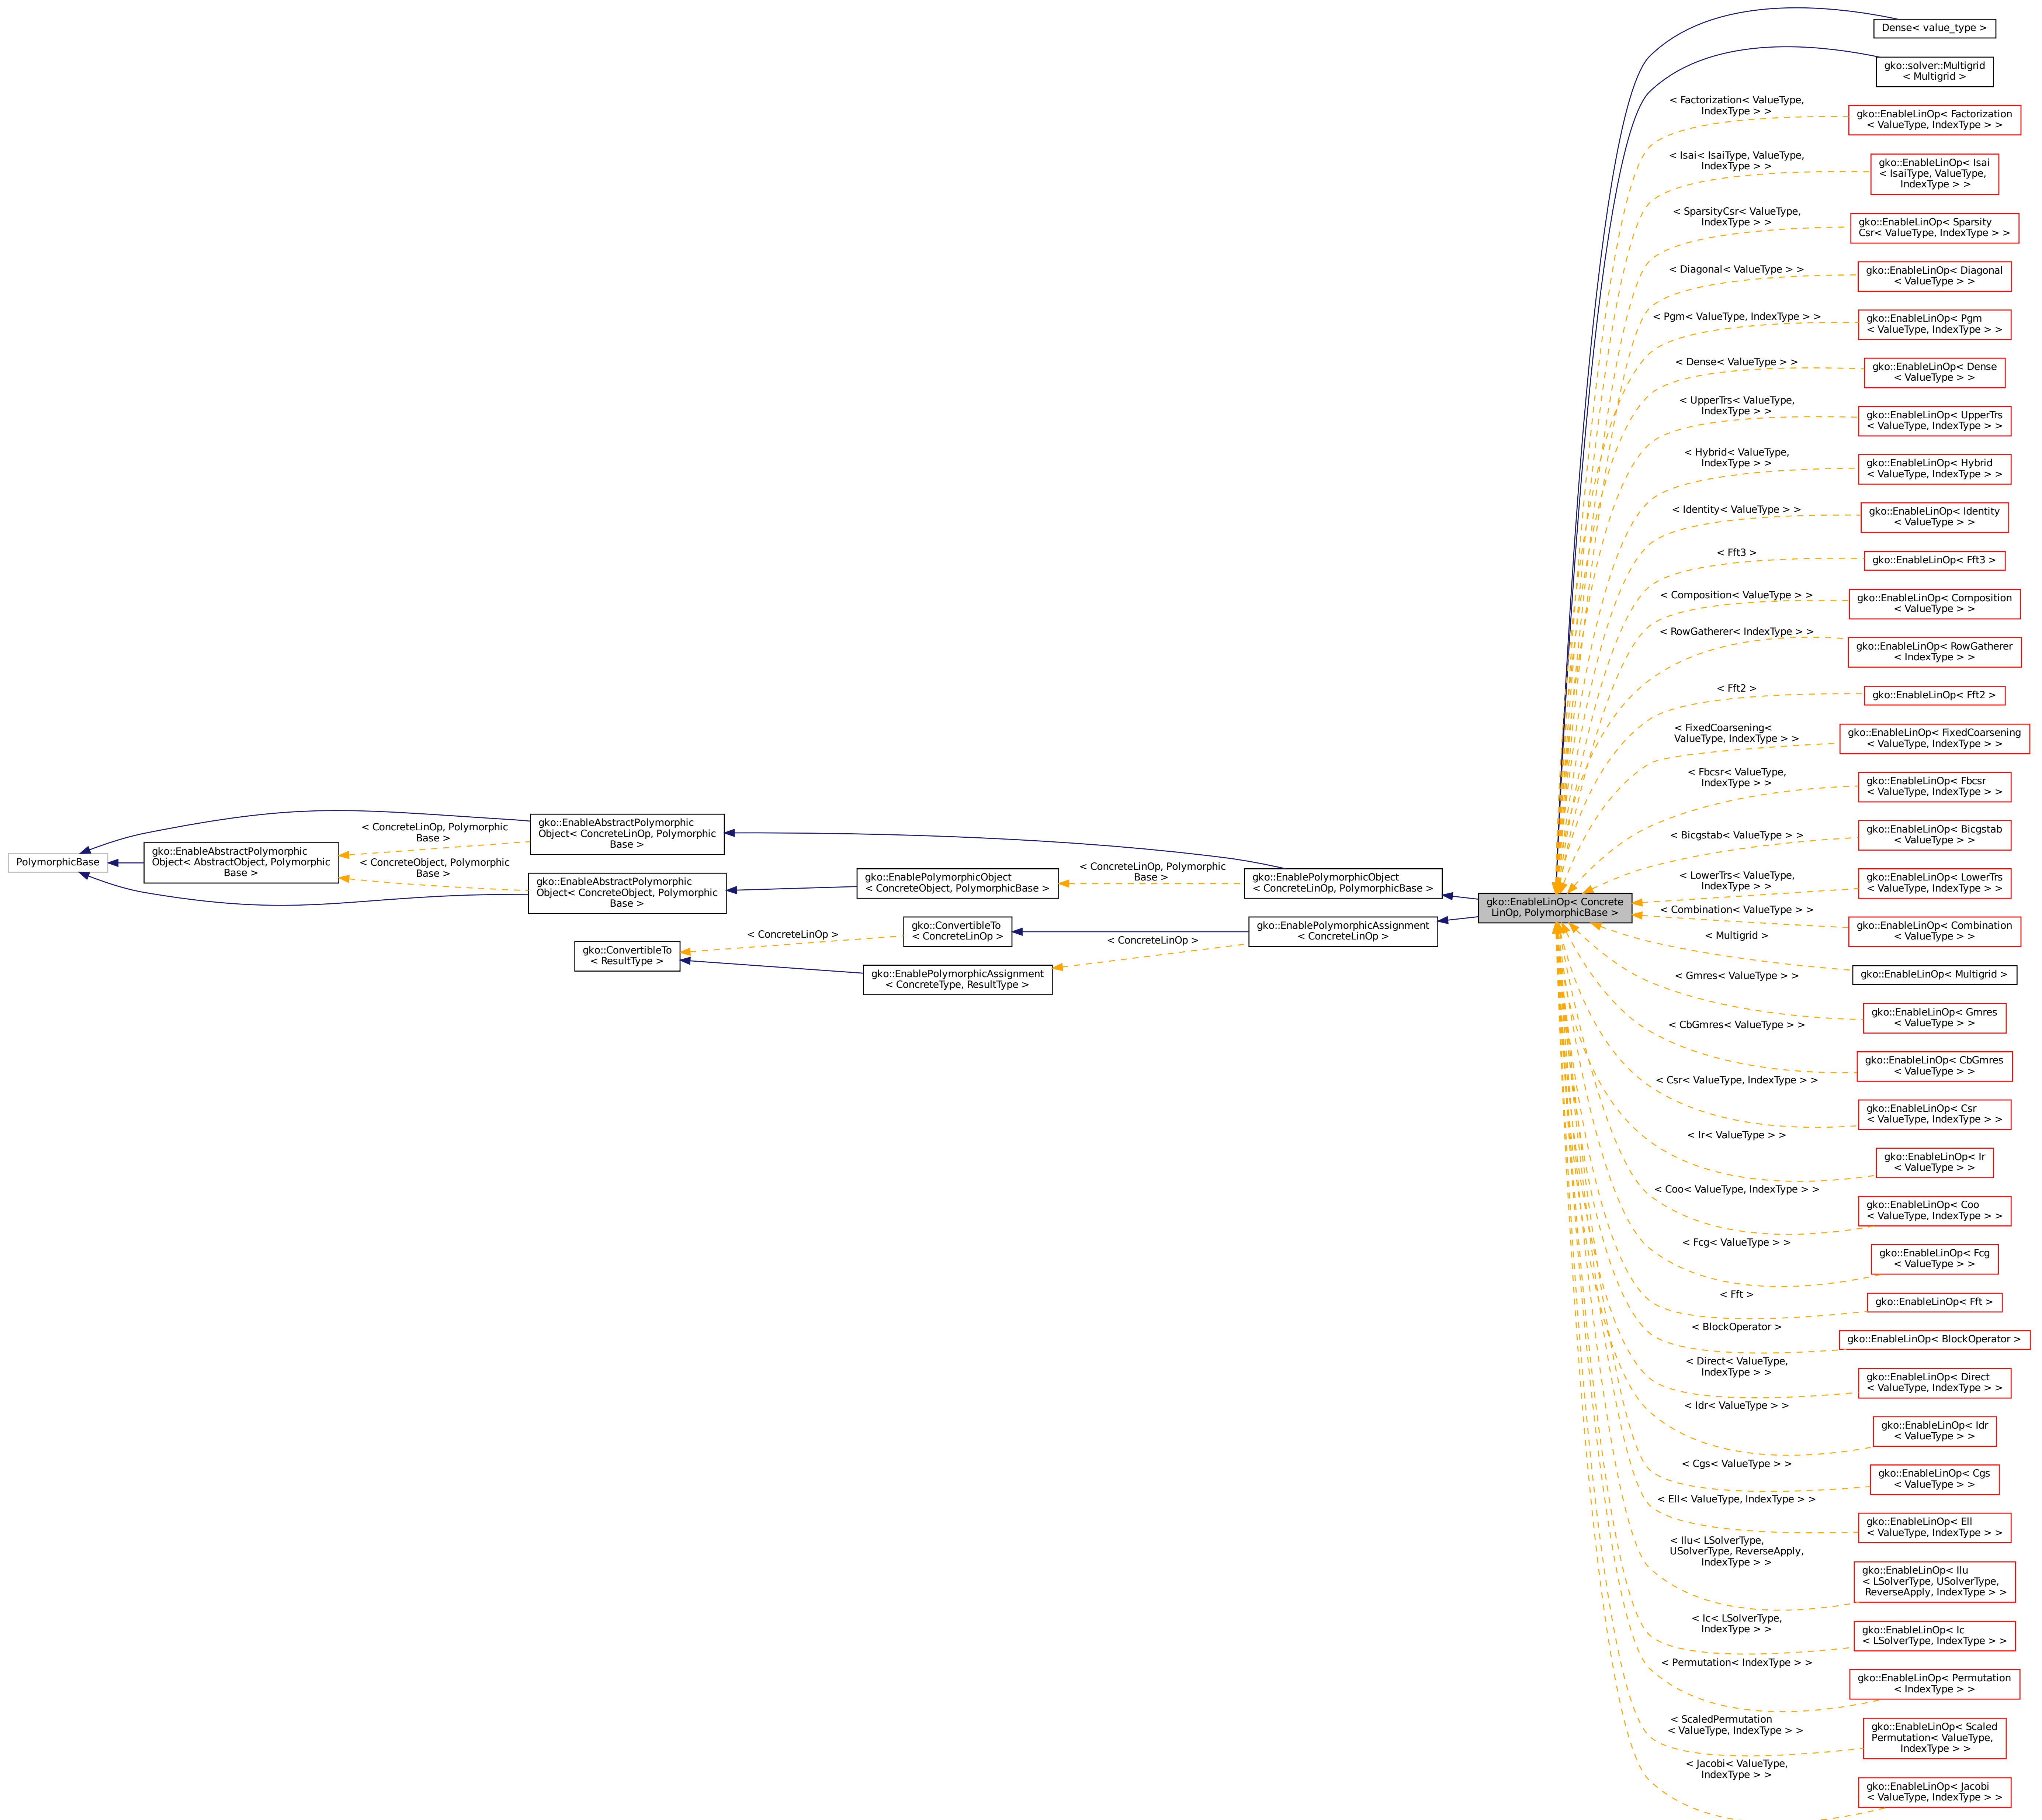 PolymorphicBase
gko::EnableAbstractPolymorphic
Object< AbstractObject, Polymorphic
Base >
< ConcreteLinOp, Polymorphic
Base >
< ConcreteObject, Polymorphic
Base >
gko::EnableAbstractPolymorphic
Object< ConcreteLinOp, Polymorphic
Base >
gko::EnableAbstractPolymorphic
Object< ConcreteObject, Polymorphic
Base >
gko::ConvertibleTo
< ResultType >
< ConcreteLinOp >
gko::EnablePolymorphicObject
< ConcreteObject, PolymorphicBase >
gko::ConvertibleTo
< ConcreteLinOp >
gko::EnablePolymorphicAssignment
< ConcreteType, ResultType >
< ConcreteLinOp, Polymorphic
Base >
< ConcreteLinOp >
gko::EnablePolymorphicObject
< ConcreteLinOp, PolymorphicBase >
gko::EnablePolymorphicAssignment
< ConcreteLinOp >
gko::EnableLinOp< Concrete
LinOp, PolymorphicBase >
Dense< value_type >
gko::solver::Multigrid
< Multigrid >
< Factorization< ValueType,
IndexType > >
gko::EnableLinOp< Factorization
< ValueType, IndexType > >
< Isai< IsaiType, ValueType,
IndexType > >
gko::EnableLinOp< Isai
< IsaiType, ValueType,
IndexType > >
< SparsityCsr< ValueType,
IndexType > >
gko::EnableLinOp< Sparsity
Csr< ValueType, IndexType > >
< Diagonal< ValueType > >
gko::EnableLinOp< Diagonal
< ValueType > >
< Pgm< ValueType, IndexType > >
gko::EnableLinOp< Pgm
< ValueType, IndexType > >
< Dense< ValueType > >
gko::EnableLinOp< Dense
< ValueType > >
< UpperTrs< ValueType,
IndexType > >
gko::EnableLinOp< UpperTrs
< ValueType, IndexType > >
< Hybrid< ValueType,
IndexType > >
gko::EnableLinOp< Hybrid
< ValueType, IndexType > >
< Identity< ValueType > >
gko::EnableLinOp< Identity
< ValueType > >
< Fft3 >
gko::EnableLinOp< Fft3 >
< Composition< ValueType > >
gko::EnableLinOp< Composition
< ValueType > >
< RowGatherer< IndexType > >
gko::EnableLinOp< RowGatherer
< IndexType > >
< Fft2 >
gko::EnableLinOp< Fft2 >
< FixedCoarsening<
ValueType, IndexType > >
gko::EnableLinOp< FixedCoarsening
< ValueType, IndexType > >
< Fbcsr< ValueType,
IndexType > >
gko::EnableLinOp< Fbcsr
< ValueType, IndexType > >
< Bicgstab< ValueType > >
gko::EnableLinOp< Bicgstab
< ValueType > >
< LowerTrs< ValueType,
IndexType > >
gko::EnableLinOp< LowerTrs
< ValueType, IndexType > >
< Combination< ValueType > >
gko::EnableLinOp< Combination
< ValueType > >
< Multigrid >
gko::EnableLinOp< Multigrid >
< Gmres< ValueType > >
gko::EnableLinOp< Gmres
< ValueType > >
< CbGmres< ValueType > >
gko::EnableLinOp< CbGmres
< ValueType > >
< Csr< ValueType, IndexType > >
gko::EnableLinOp< Csr
< ValueType, IndexType > >
< Ir< ValueType > >
gko::EnableLinOp< Ir
< ValueType > >
< Coo< ValueType, IndexType > >
gko::EnableLinOp< Coo
< ValueType, IndexType > >
< Fcg< ValueType > >
gko::EnableLinOp< Fcg
< ValueType > >
< Fft >
gko::EnableLinOp< Fft >
< BlockOperator >
gko::EnableLinOp< BlockOperator >
< Direct< ValueType,
IndexType > >
gko::EnableLinOp< Direct
< ValueType, IndexType > >
< Idr< ValueType > >
gko::EnableLinOp< Idr
< ValueType > >
< Cgs< ValueType > >
gko::EnableLinOp< Cgs
< ValueType > >
< Ell< ValueType, IndexType > >
gko::EnableLinOp< Ell
< ValueType, IndexType > >
< Ilu< LSolverType,
USolverType, ReverseApply,
IndexType > >
gko::EnableLinOp< Ilu
< LSolverType, USolverType,
ReverseApply, IndexType > >
< Ic< LSolverType,
IndexType > >
gko::EnableLinOp< Ic
< LSolverType, IndexType > >
< Permutation< IndexType > >
gko::EnableLinOp< Permutation
< IndexType > >
< ScaledPermutation
< ValueType, IndexType > >
gko::EnableLinOp< Scaled
Permutation< ValueType,
IndexType > >
< Jacobi< ValueType,
IndexType > >
gko::EnableLinOp< Jacobi
< ValueType, IndexType > >